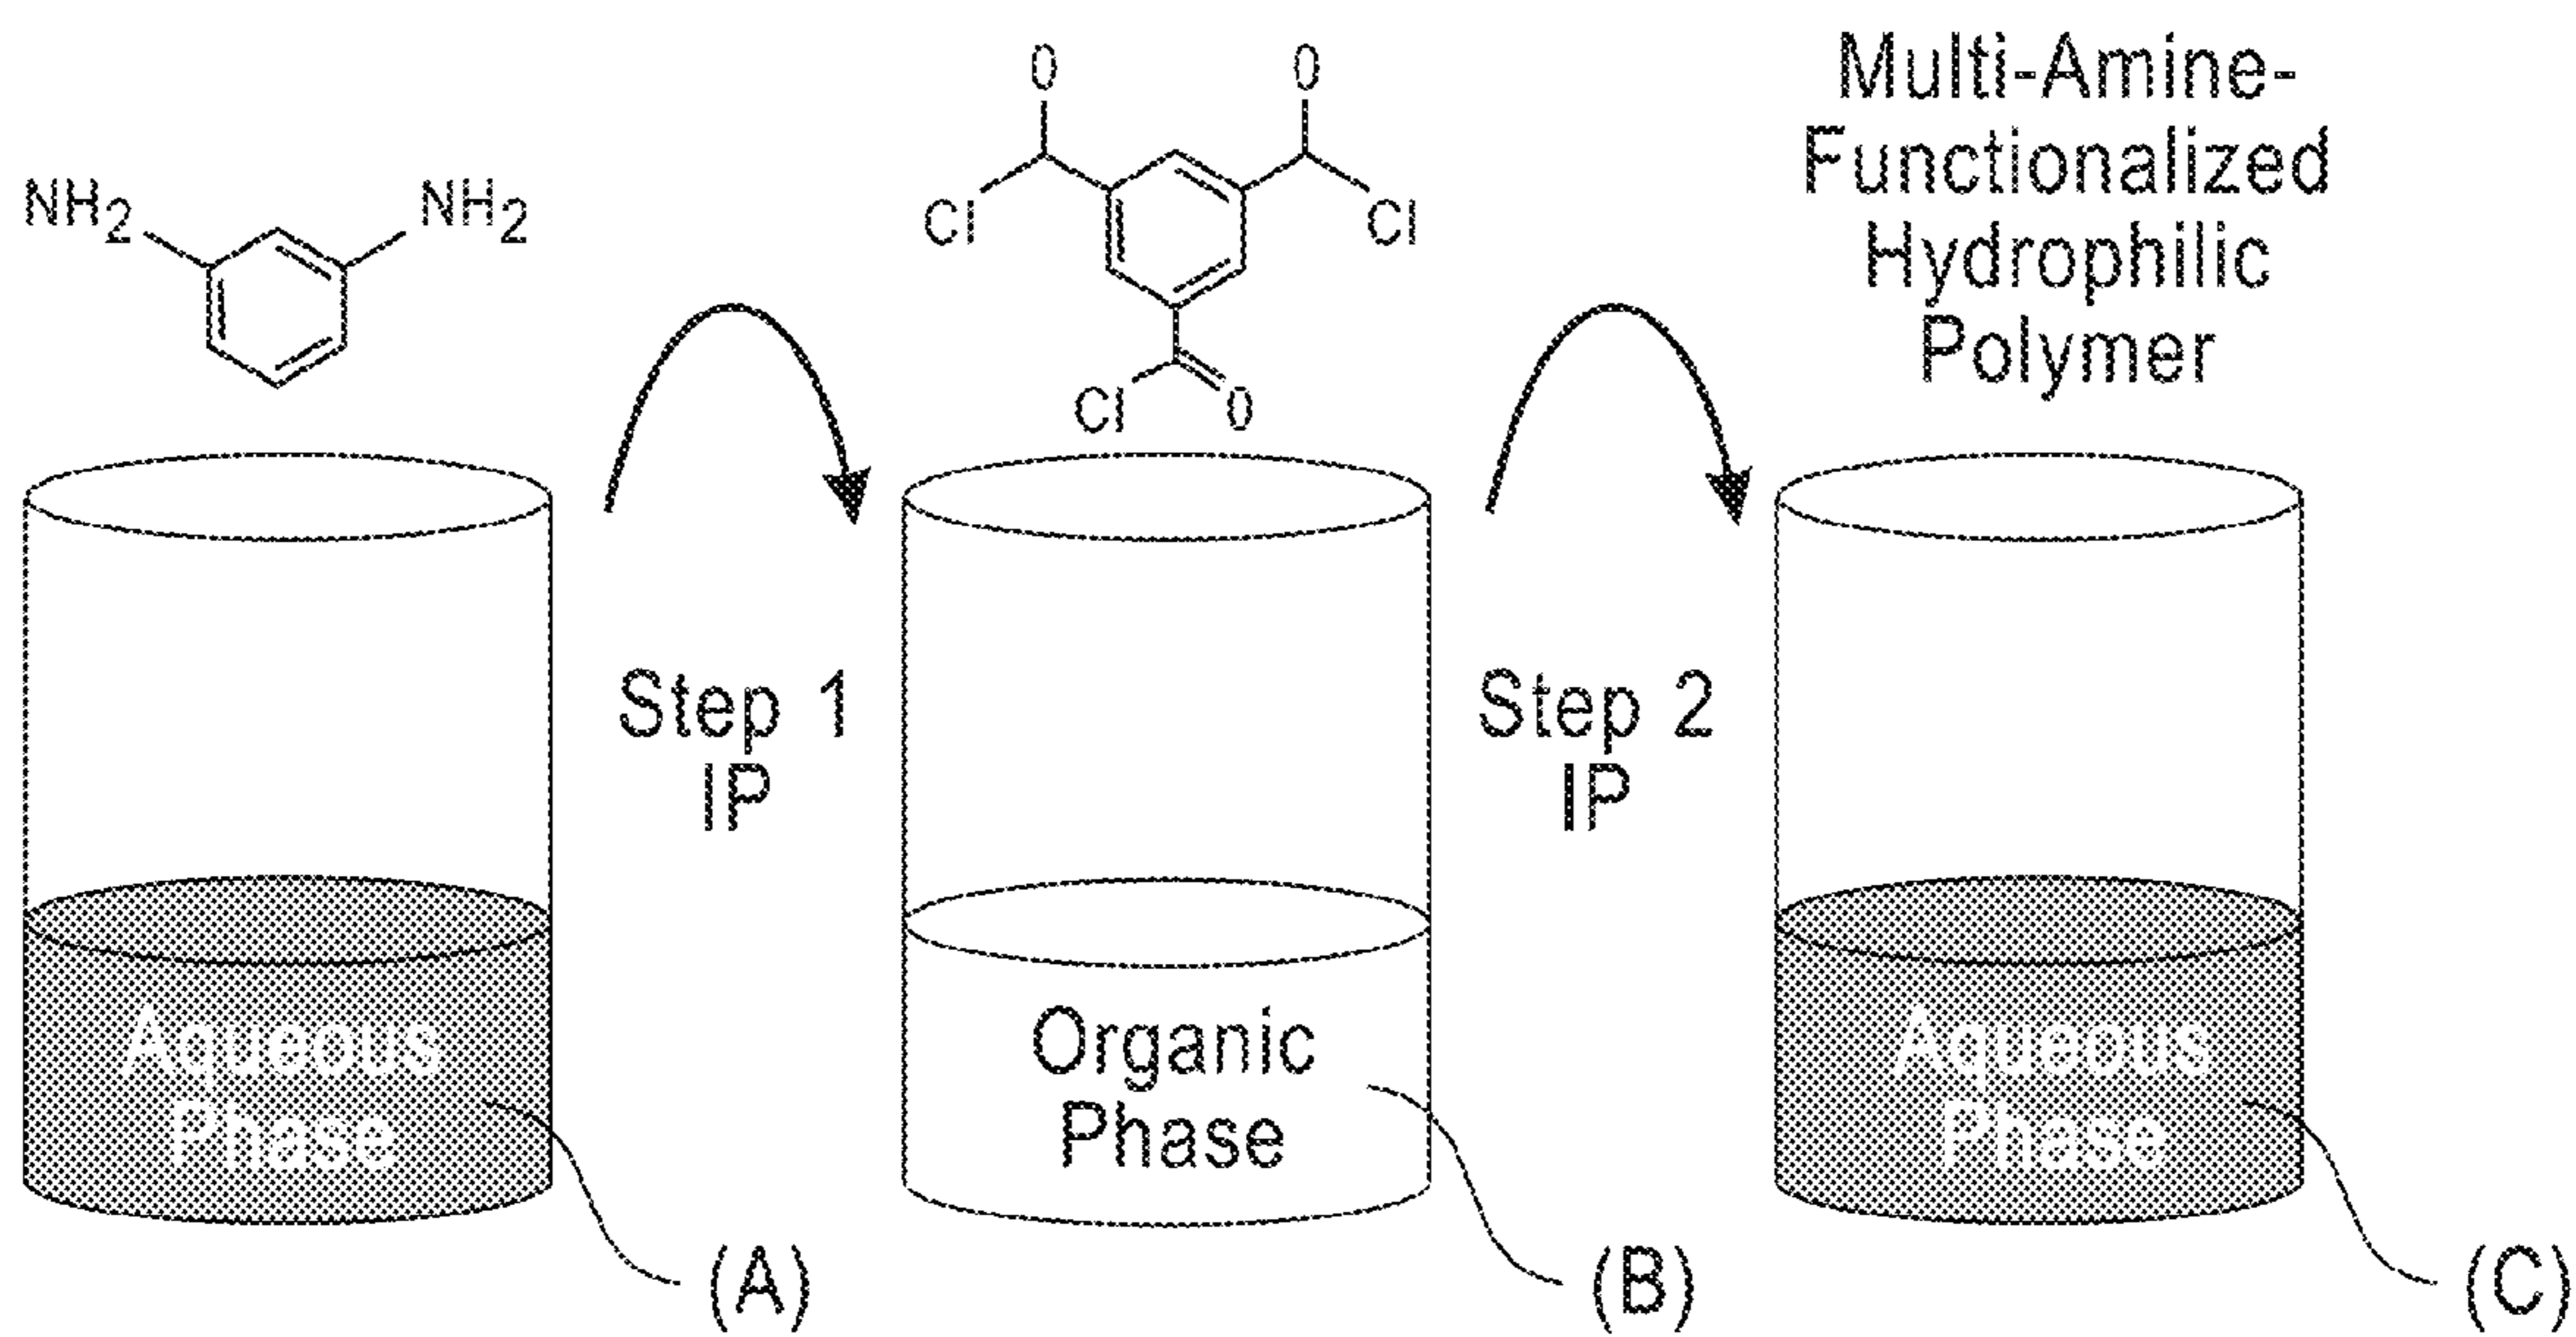 NH2
NH2
O
O
Cl
Cl
Cl
O
Multi-Amine-
Functionalized
Hydrophilic
Polymer
Step 1
IP
Step 2
IP
Aqueous
Phase
Organic
Phase
Aqueous
Phase
(A)
(B)
(C)